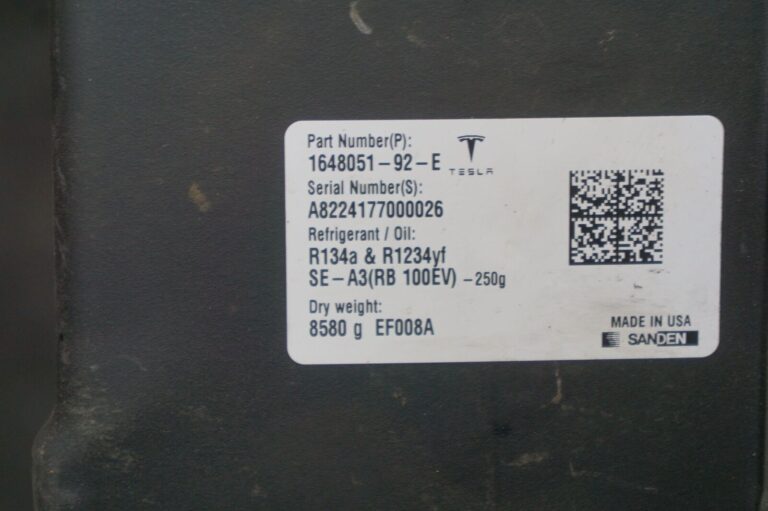 Part Number(P):
1648051-92-E
TESLA
Serial Number(S):
A8224177000026
Refrigerant / Oil:
R134a & R1234yf
SE-A3(RB 100EV) -250g
Dry weight:
8580 g EF008A
MADE IN USA
SANDEN